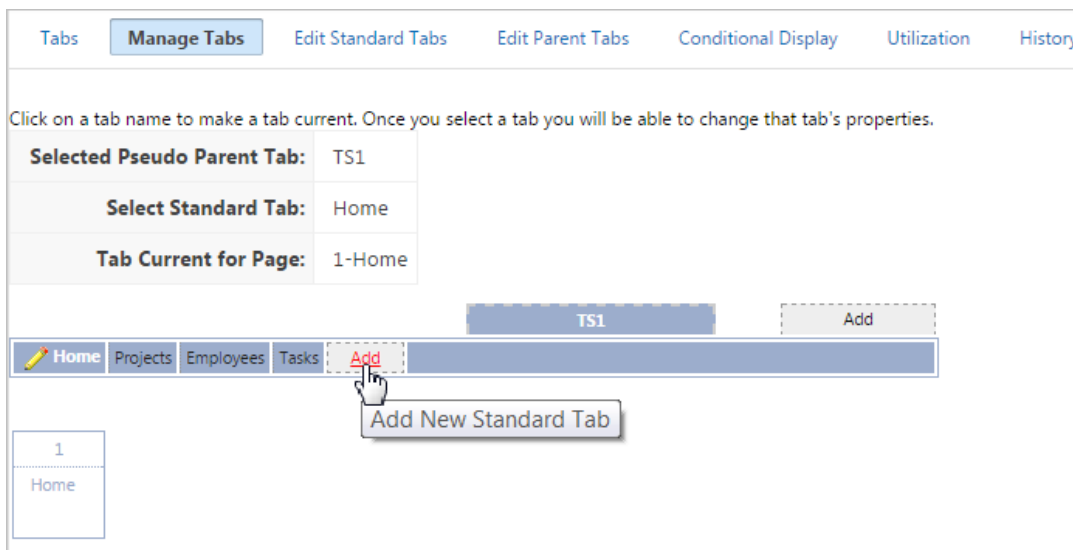 Tabs Manage Tabs Edit Standard Tabs Edit Parent Tabs Conditional Display Utilization History
Click on a tab name to make a tab current. Once you select a tab you will be able to change that tab's properties.
Selected Pseudo Parent Tab: TS1
Select Standard Tab: Home
Tab Current for Page: 1-Home
TS1 Add
Home Projects Employees Tasks Add
Add New Standard Tab
1
Home